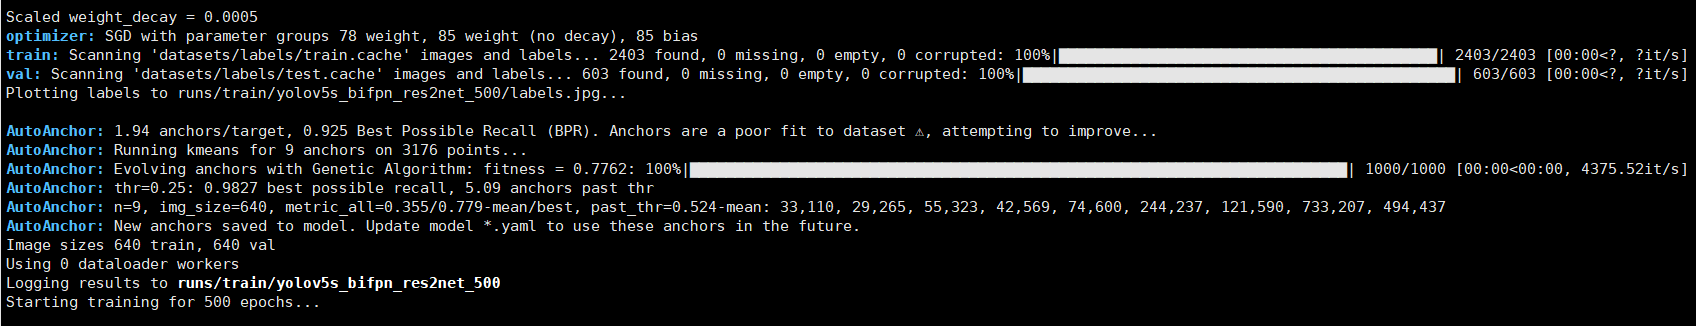 Scaled weight_decay = 0.0005
optimizer: SGD with parameter groups 78 weight, 85 weight (no decay), 85 bias
train: Scanning 'datasets/labels/train.cache' images and labels... 2403 found, 0 missing, 0 empty, 0 corrupted: 100%|██████████| 2403/2403 [00:00<?, ?it/s]
val: Scanning 'datasets/labels/test.cache' images and labels... 603 found, 0 missing, 0 empty, 0 corrupted: 100%|██████████| 603/603 [00:00<?, ?it/s]
Plotting labels to runs/train/yolov5s_bifpn_res2net_500/labels.jpg...
AutoAnchor: 1.94 anchors/target, 0.925 Best Possible Recall (BPR). Anchors are a poor fit to dataset ⚠, attempting to improve...
AutoAnchor: Running kmeans for 9 anchors on 3176 points...
AutoAnchor: Evolving anchors with Genetic Algorithm: fitness = 0.7762: 100%|██████████| 1000/1000 [00:00<00:00, 4375.52it/s]
AutoAnchor: thr=0.25: 0.9827 best possible recall, 5.09 anchors past thr
AutoAnchor: n=9, img_size=640, metric_all=0.355/0.779-mean/best, past_thr=0.524-mean: 33,110, 29,265, 55,323, 42,569, 74,600, 244,237, 121,590, 733,207, 494,437
AutoAnchor: New anchors saved to model. Update model *.yaml to use these anchors in the future.
Image sizes 640 train, 640 val
Using 0 dataloader workers
Logging results to runs/train/yolov5s_bifpn_res2net_500
Starting training for 500 epochs...